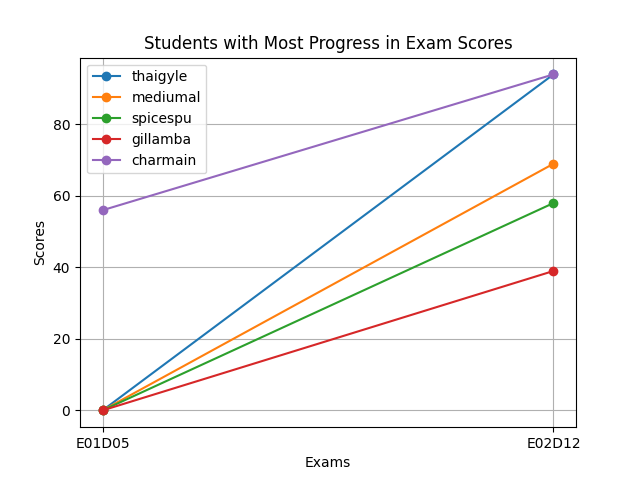 Students with Most Progress in Exam Scores
thaigyle
mediumal
spicespu
gillamba
charmain
80
60
40
20
0
Scores
E01D05
E02D12
Exams